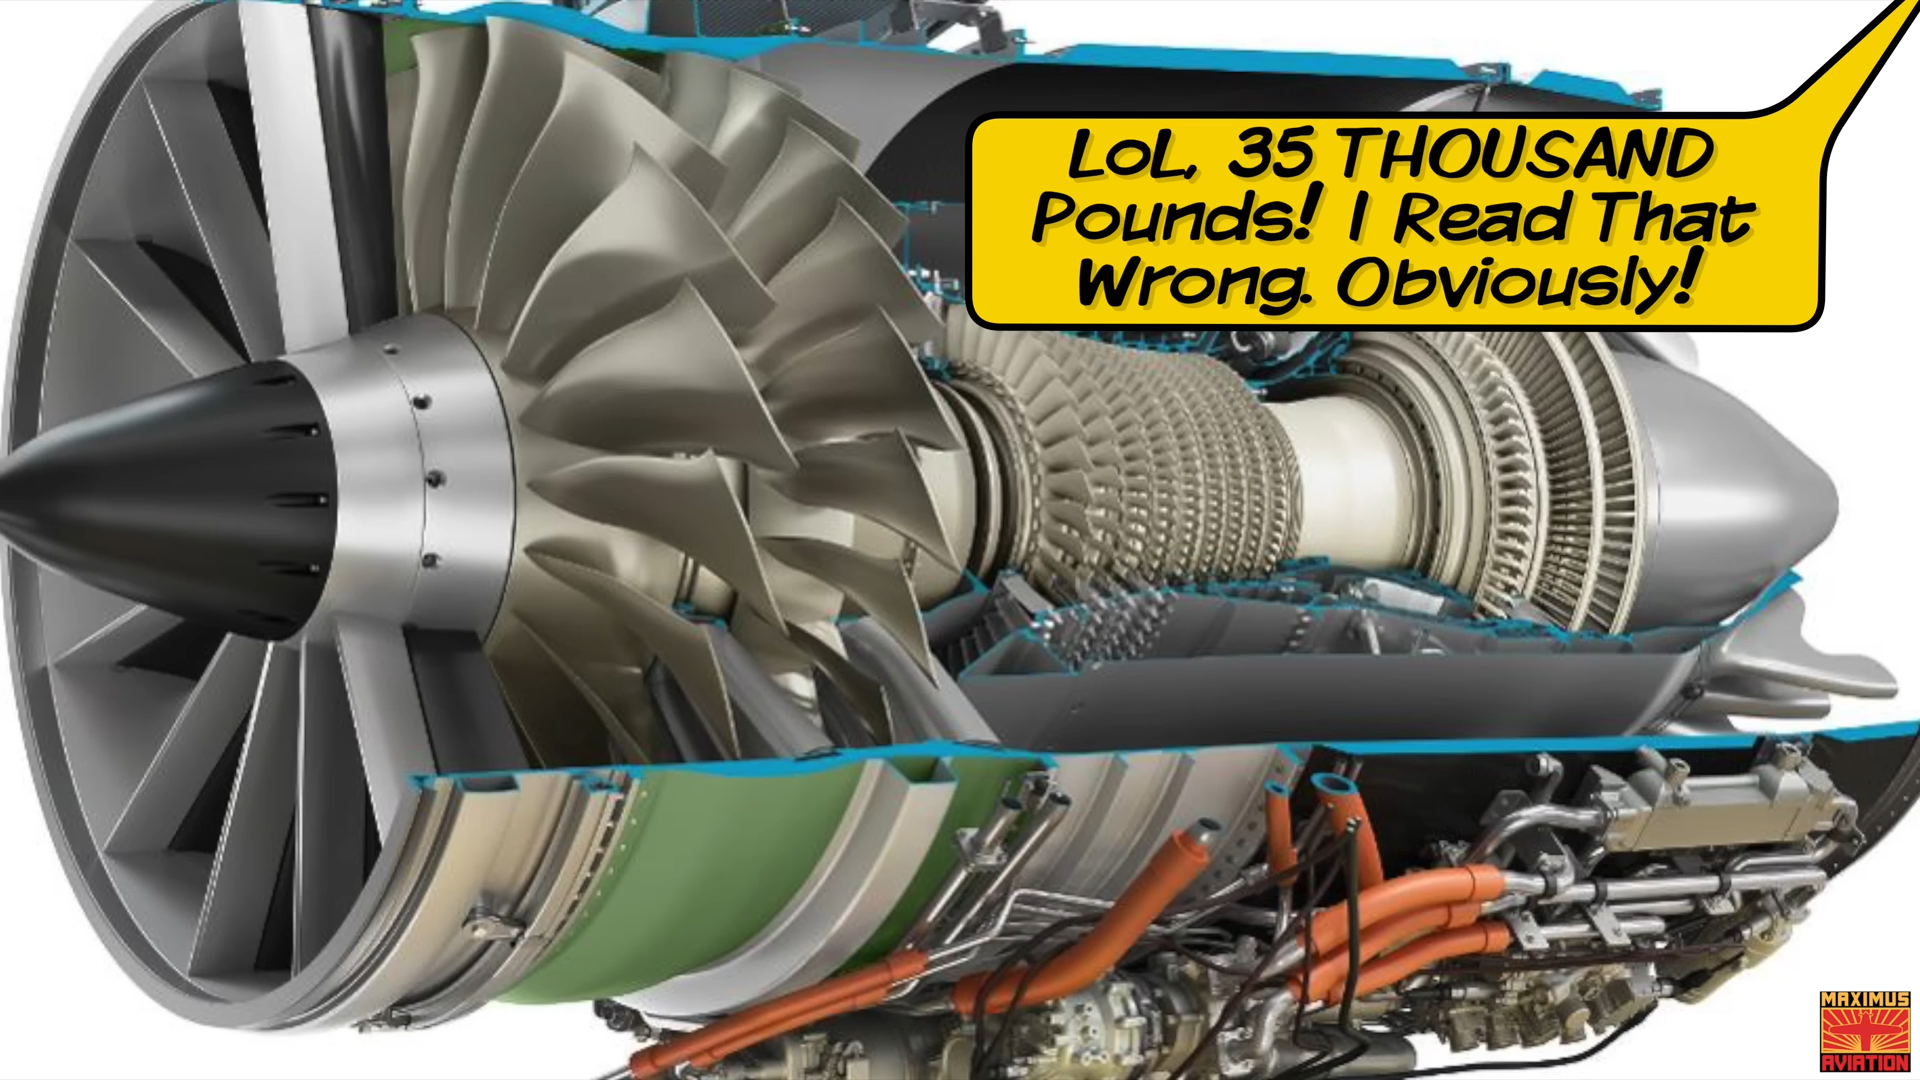 LOL, 35 THOUSAND
Pounds! I Read That
Wrong. Obviously!
MAXIMUS
AVIATION